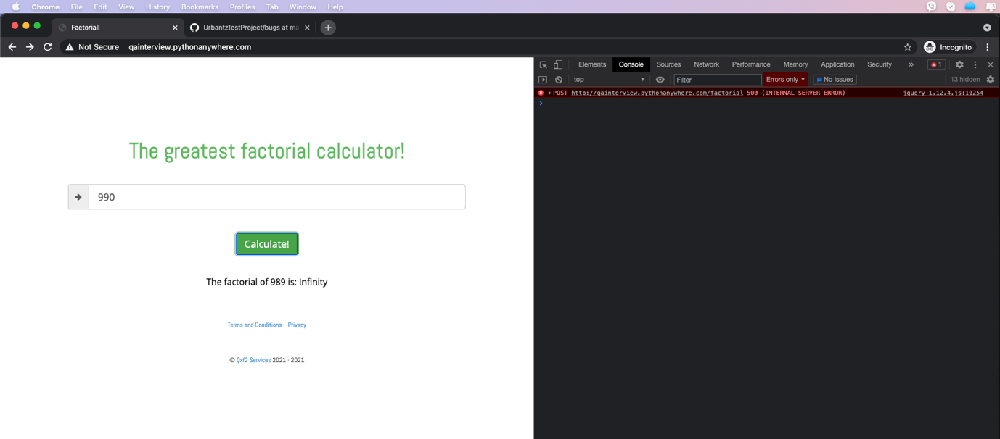 Chrome File Edit View History Bookmarks Profiles Tab Window Help
Factoriall
UrbantzTestProject/bugs at ma
Not Secure qainterview.pythonanywhere.com Incognito
Elements Console Sources Network Performance Memory Application Security » 1
top Filter Errors only No Issues 13 hidden
POST http://qainterview.pythonanywhere.com/factorial 500 (INTERNAL SERVER ERROR) jquery-1.12.4.js:10254
The greatest factorial calculator!
990
Calculate!
The factorial of 989 is: Infinity
Terms and Conditions Privacy
© Qxf2 Services 2021 - 2021